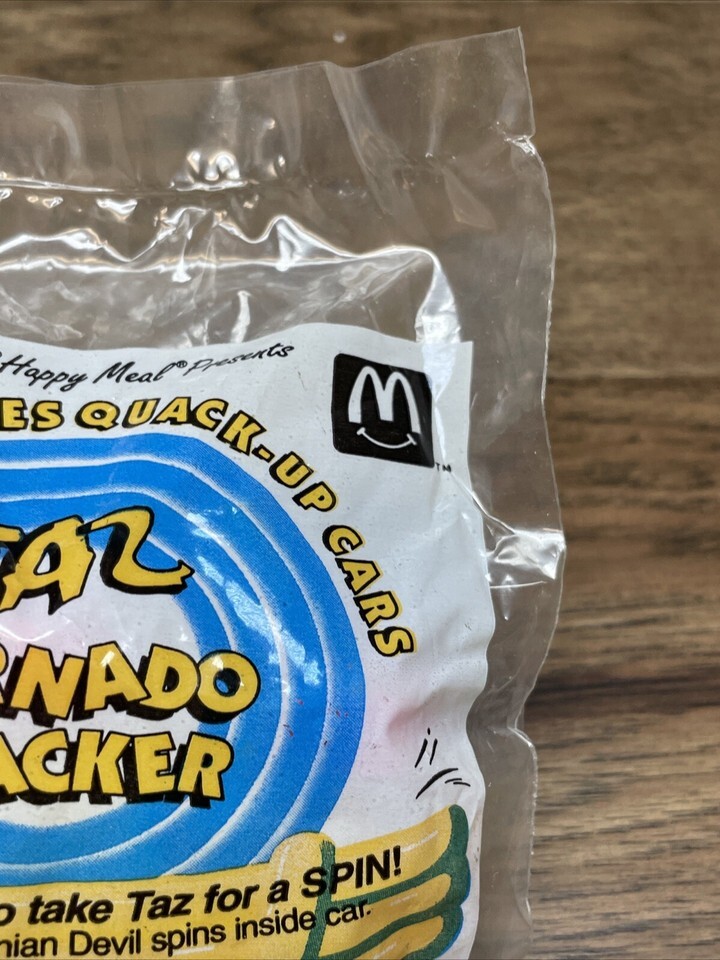 Happy Meal® Presents
ES QUACK-UP CARS
TM
TAZ
RNADO
ACKER
o take Taz for a SPIN!
nian Devil spins inside car.